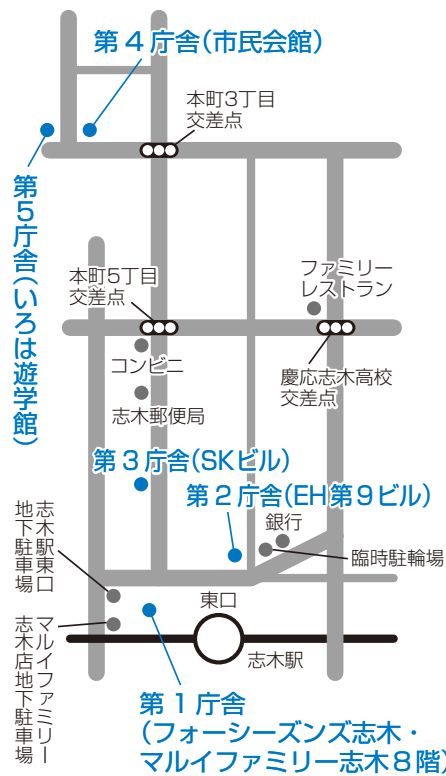 第4庁舎(市民会館)
本町3丁目
交差点
第5庁舎(いろは遊学館)
本町5丁目
交差点
ファミリー
レストラン
コンビニ
慶応志木高校
交差点
志木郵便局
第3庁舎(SKビル)
第2庁舎(EH第9ビル)
銀行
臨時駐輪場
志木駅東口
地下駐車場
東口
マルイファミリー
志木店地下駐車場
志木駅
第1庁舎
(フォーシーズンズ志木・
マルイファミリー志木8階)